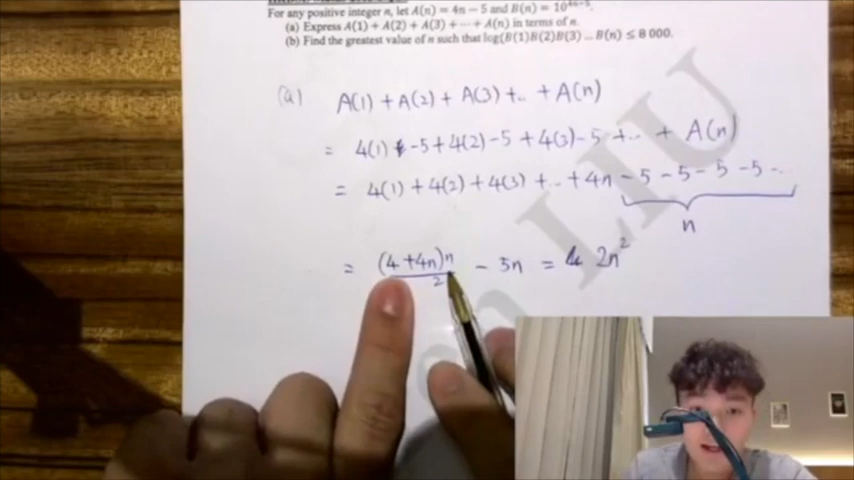 For any positive integer n, let A(n) = 4n − 5 and B(n) = 10^{4n−5}.
(a) Express A(1) + A(2) + A(3) + ⋯ + A(n) in terms of n.
(b) Find the greatest value of n such that log(B(1)B(2)B(3) … B(n) ≤ 8 000.
(a) A(1) + A(2) + A(3) + .. + A(n)
= 4(1) -5 + 4(2) - 5 + 4(3) - 5 + .. + A(n)
= 4(1) + 4(2) + 4(3) + .. + 4n - 5 - 5 - 5 - 5 - ..
n
= (4 + 4n)n / 2 - 5n = 2n²
LIU